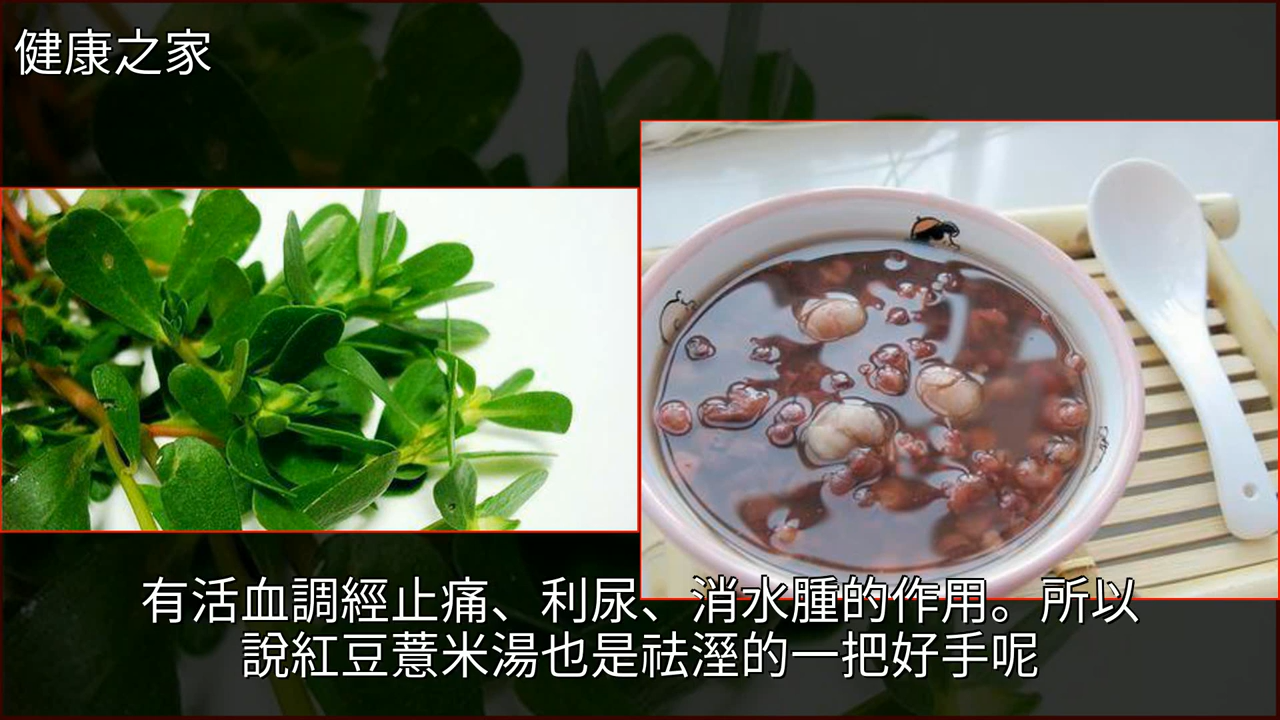 健康之家
有活血調經止痛、利尿、消水腫的作用。所以
說紅豆薏米湯也是祛溼的一把好手呢